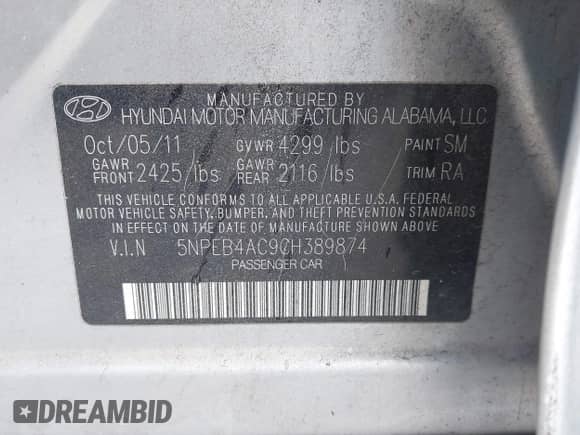 MANUFACTURED BY
HYUNDAI MOTOR MANUFACTURING ALABAMA, LLC
Oct/05/11 GVWR 4299 lbs PAINT SM
GAWR FRONT 2425 lbs GAWR REAR 2116 lbs TRIM RA
THIS VEHICLE CONFORMS TO ALL APPLICABLE U.S.A. FEDERAL
MOTOR VEHICLE SAFETY, BUMPER, AND THEFT PREVENTION
STANDARDS IN EFFECT ON THE DATE OF MANUFACTURE SHOWN ABOVE.
V.I.N 5NPEB4AC9CH389874
PASSENGER CAR
DREAMBID